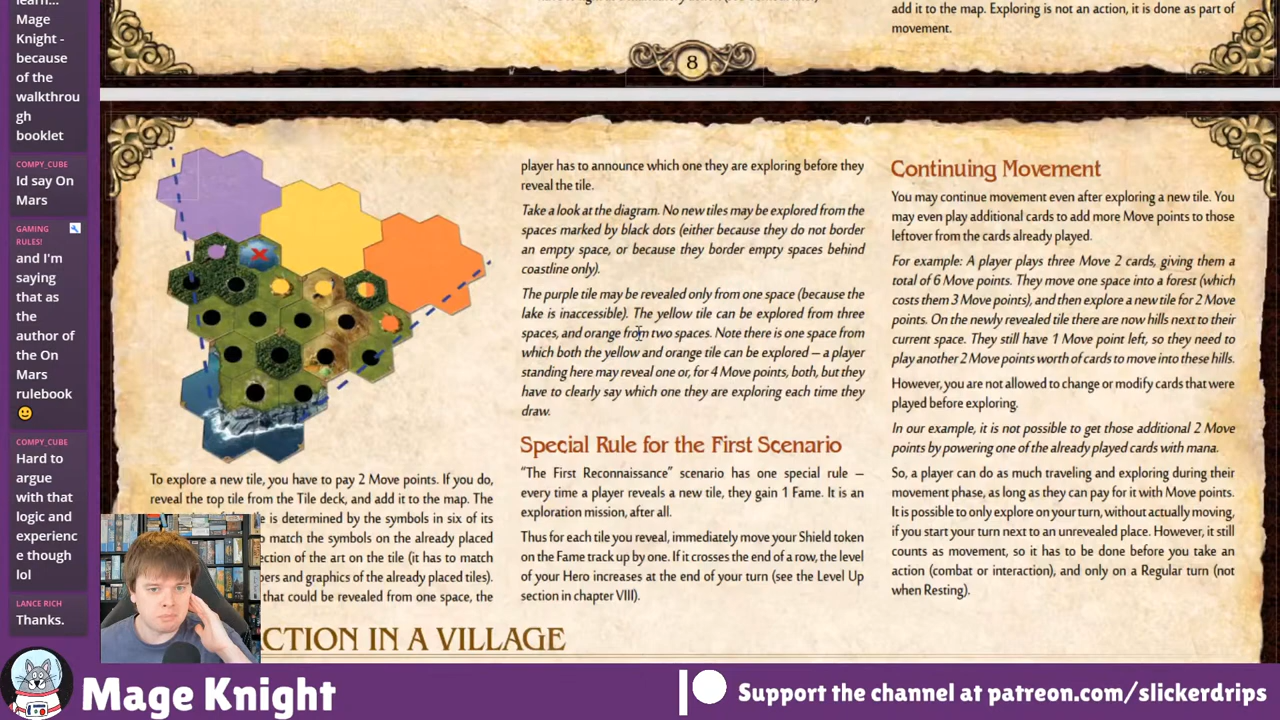 learn...
Mage
Knight -
because
of the
walkthrou
gh
booklet
COMPY_CUBE
Id say On
Mars
GAMING
RULES!
and I'm
saying
that as
the
author of
the On
Mars
rulebook
COMPY_CUBE
Hard to
argue
with that
logic and
experienc
e though
lol
LANCE RICH
Thanks.
add it to the map. Exploring is not an action, it is done as part of
movement.
8
To explore a new tile, you have to pay 2 Move points. If you do,
reveal the top tile from the Tile deck, and add it to the map. The
is determined by the symbols in six of its
match the symbols on the already placed
ction of the art on the tile (it has to match
ers and graphics of the already placed tiles).
that could be revealed from one space, the
player has to announce which one they are exploring before they
reveal the tile.
Take a look at the diagram. No new tiles may be explored from the
spaces marked by black dots (either because they do not border
an empty space, or because they border empty spaces behind
coastline only).
The purple tile may be revealed only from one space (because the
lake is inaccessible). The yellow tile can be explored from three
spaces, and orange from two spaces. Note there is one space from
which both the yellow and orange tile can be explored – a player
standing here may reveal one or, for 4 Move points, both, but they
have to clearly say which one they are exploring each time they
draw.
Special Rule for the First Scenario
“The First Reconnaissance” scenario has one special rule –
every time a player reveals a new tile, they gain 1 Fame. It is an
exploration mission, after all.
Thus for each tile you reveal, immediately move your Shield token
on the Fame track up by one. If it crosses the end of a row, the level
of your Hero increases at the end of your turn (see the Level Up
section in chapter VIII).
Continuing Movement
You may continue movement even after exploring a new tile. You
may even play additional cards to add more Move points to those
leftover from the cards already played.
For example: A player plays three Move 2 cards, giving them a
total of 6 Move points. They move one space into a forest (which
costs them 3 Move points), and then explore a new tile for 2 Move
points. On the newly revealed tile there are now hills next to their
current space. They still have 1 Move point left, so they need to
play another 2 Move points worth of cards to move into these hills.
However, you are not allowed to change or modify cards that were
played before exploring.
In our example, it is not possible to get those additional 2 Move
points by powering one of the already played cards with mana.
So, a player can do as much traveling and exploring during their
movement phase, as long as they can pay for it with Move points.
It is possible to only explore on your turn, without actually moving,
if you start your turn next to an unrevealed place. However, it still
counts as movement, so it has to be done before you take an
action (combat or interaction), and only on a Regular turn (not
when Resting).
CTION IN A VILLAGE
Mage Knight
Support the channel at patreon.com/slickerdrips